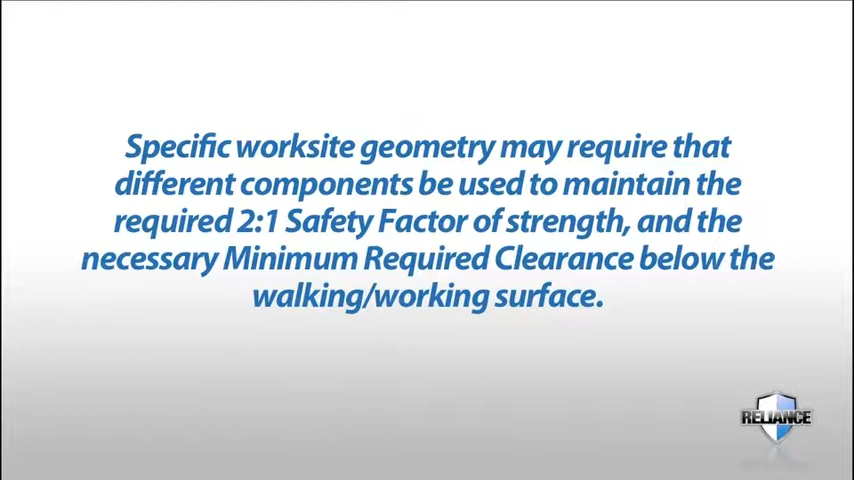 Specific worksite geometry may require that
different components be used to maintain the
required 2:1 Safety Factor of strength, and the
necessary Minimum Required Clearance below the
walking/working surface.
RELIANCE